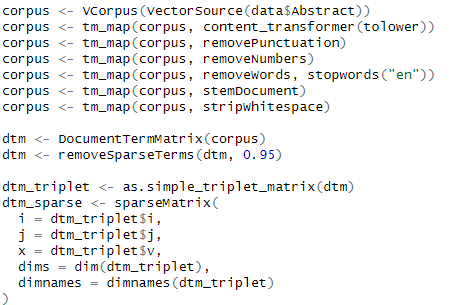 corpus <- VCorpus(VectorSource(data$Abstract))
corpus <- tm_map(corpus, content_transformer(tolower))
corpus <- tm_map(corpus, removePunctuation)
corpus <- tm_map(corpus, removeNumbers)
corpus <- tm_map(corpus, removeWords, stopwords("en"))
corpus <- tm_map(corpus, stemDocument)
corpus <- tm_map(corpus, stripWhitespace)

dtm <- DocumentTermMatrix(corpus)
dtm <- removeSparseTerms(dtm, 0.95)

dtm_triplet <- as.simple_triplet_matrix(dtm)
dtm_sparse <- sparseMatrix(
  i = dtm_triplet$i,
  j = dtm_triplet$j,
  x = dtm_triplet$v,
  dims = dim(dtm_triplet),
  dimnames = dimnames(dtm_triplet)
)